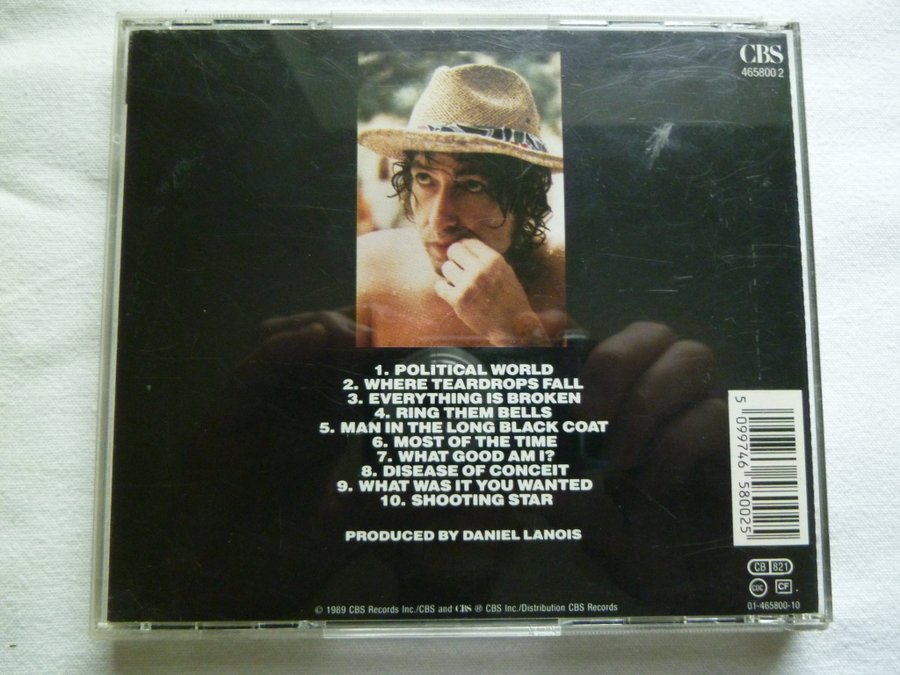 CBS
465800 2
1. POLITICAL WORLD
2. WHERE TEARDROPS FALL
3. EVERYTHING IS BROKEN
4. RING THEM BELLS
5. MAN IN THE LONG BLACK COAT
6. MOST OF THE TIME
7. WHAT GOOD AM I?
8. DISEASE OF CONCEIT
9. WHAT WAS IT YOU WANTED
10. SHOOTING STAR
PRODUCED BY DANIEL LANOIS
5 099746 580025
CB 821
CDC CF
01-465800-10
© 1989 CBS Records Inc./CBS and CBS ® CBS Inc./Distribution CBS Records